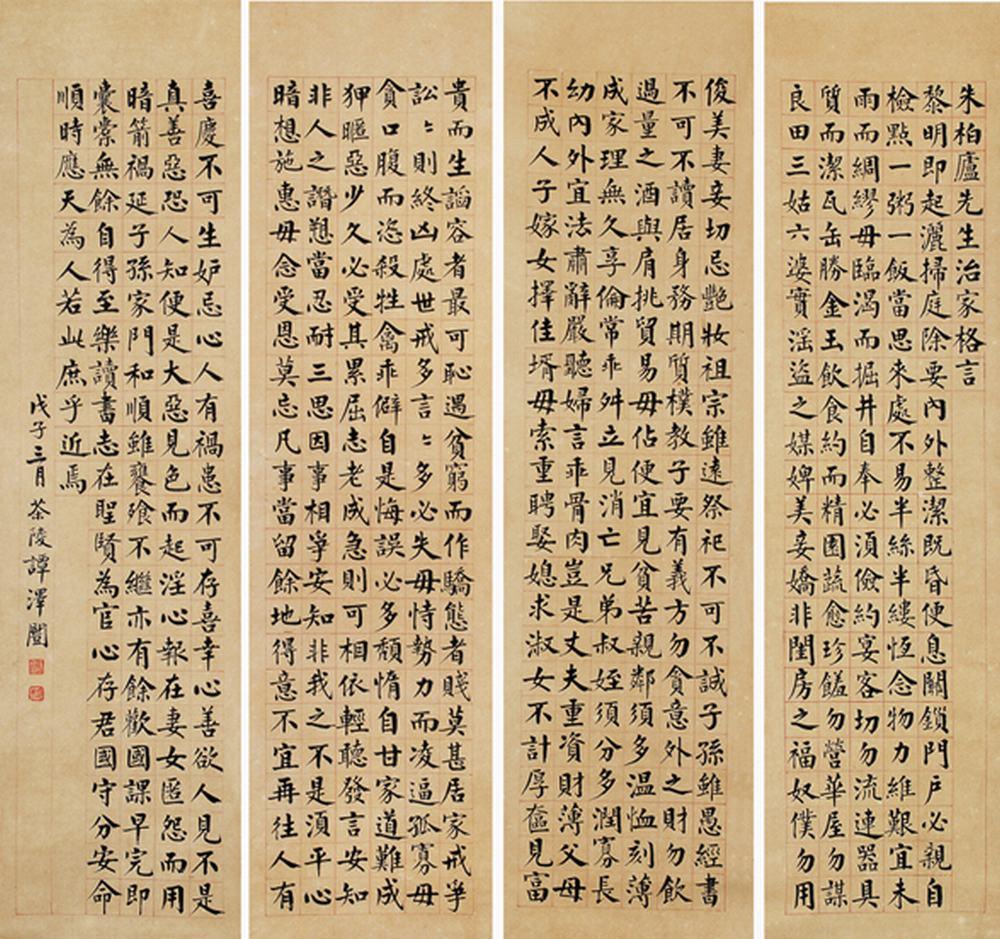 朱柏廬先生治家格言
黎明即起灑掃庭除要內外整潔既昏便息關鎖門戶必親自
檢點一粥一飯當思來處不易半絲半縷恆念物力維艱宜未
雨而綢繆毋臨渴而掘井自奉必須儉約宴客切勿流連器具
質而潔瓦缶勝金玉飲食約而精園蔬愈珍饈勿營華屋勿謀
良田三姑六婆實淫盜之媒婢美妾嬌非閨房之福奴僕勿用
俊美妻妾切忌艷妝祖宗雖遠祭祀不可不誠子孫雖愚經書
不可不讀居身務期質樸教子要有義方勿貪意外之財勿飲
過量之酒與肩挑貿易毋佔便宜見貧苦親鄰須多溫恤刻薄
成家理無久享倫常乖舛立見消亡兄弟叔姪須分多潤寡長
幼內外宜法肅辭嚴聽婦言乖骨肉豈是丈夫重資財薄父母
不成人子嫁女擇佳壻毋索重聘娶媳求淑女不計厚奩見富
貴而生諂容者最可恥遇貧窮而作驕態者賤莫甚居家戒爭
訟〻則終凶處世戒多言〻多必失毋恃勢力而凌逼孤寡毋
貪口腹而恣殺牲禽乖僻自是悔誤必多頹惰自甘家道難成
狎暱惡少久必受其累屈志老成急則可相依輕聽發言安知
非人之譖愬當忍耐三思因事相爭安知非我之不是須平心
暗想施惠毋念受恩莫忘凡事當留餘地得意不宜再往人有
喜慶不可生妒忌心人有禍患不可存喜幸心善欲人見不是
真善惡恐人知便是大惡見色而起淫心報在妻女匿怨而用
暗箭禍延子孫家門和順雖饔飧不繼亦有餘歡國課早完即
囊橐無餘自得至樂讀書志在聖賢為官心存君國守分安命
順時應天為人若此庶乎近焉
戊子三月茶陵譚澤闓